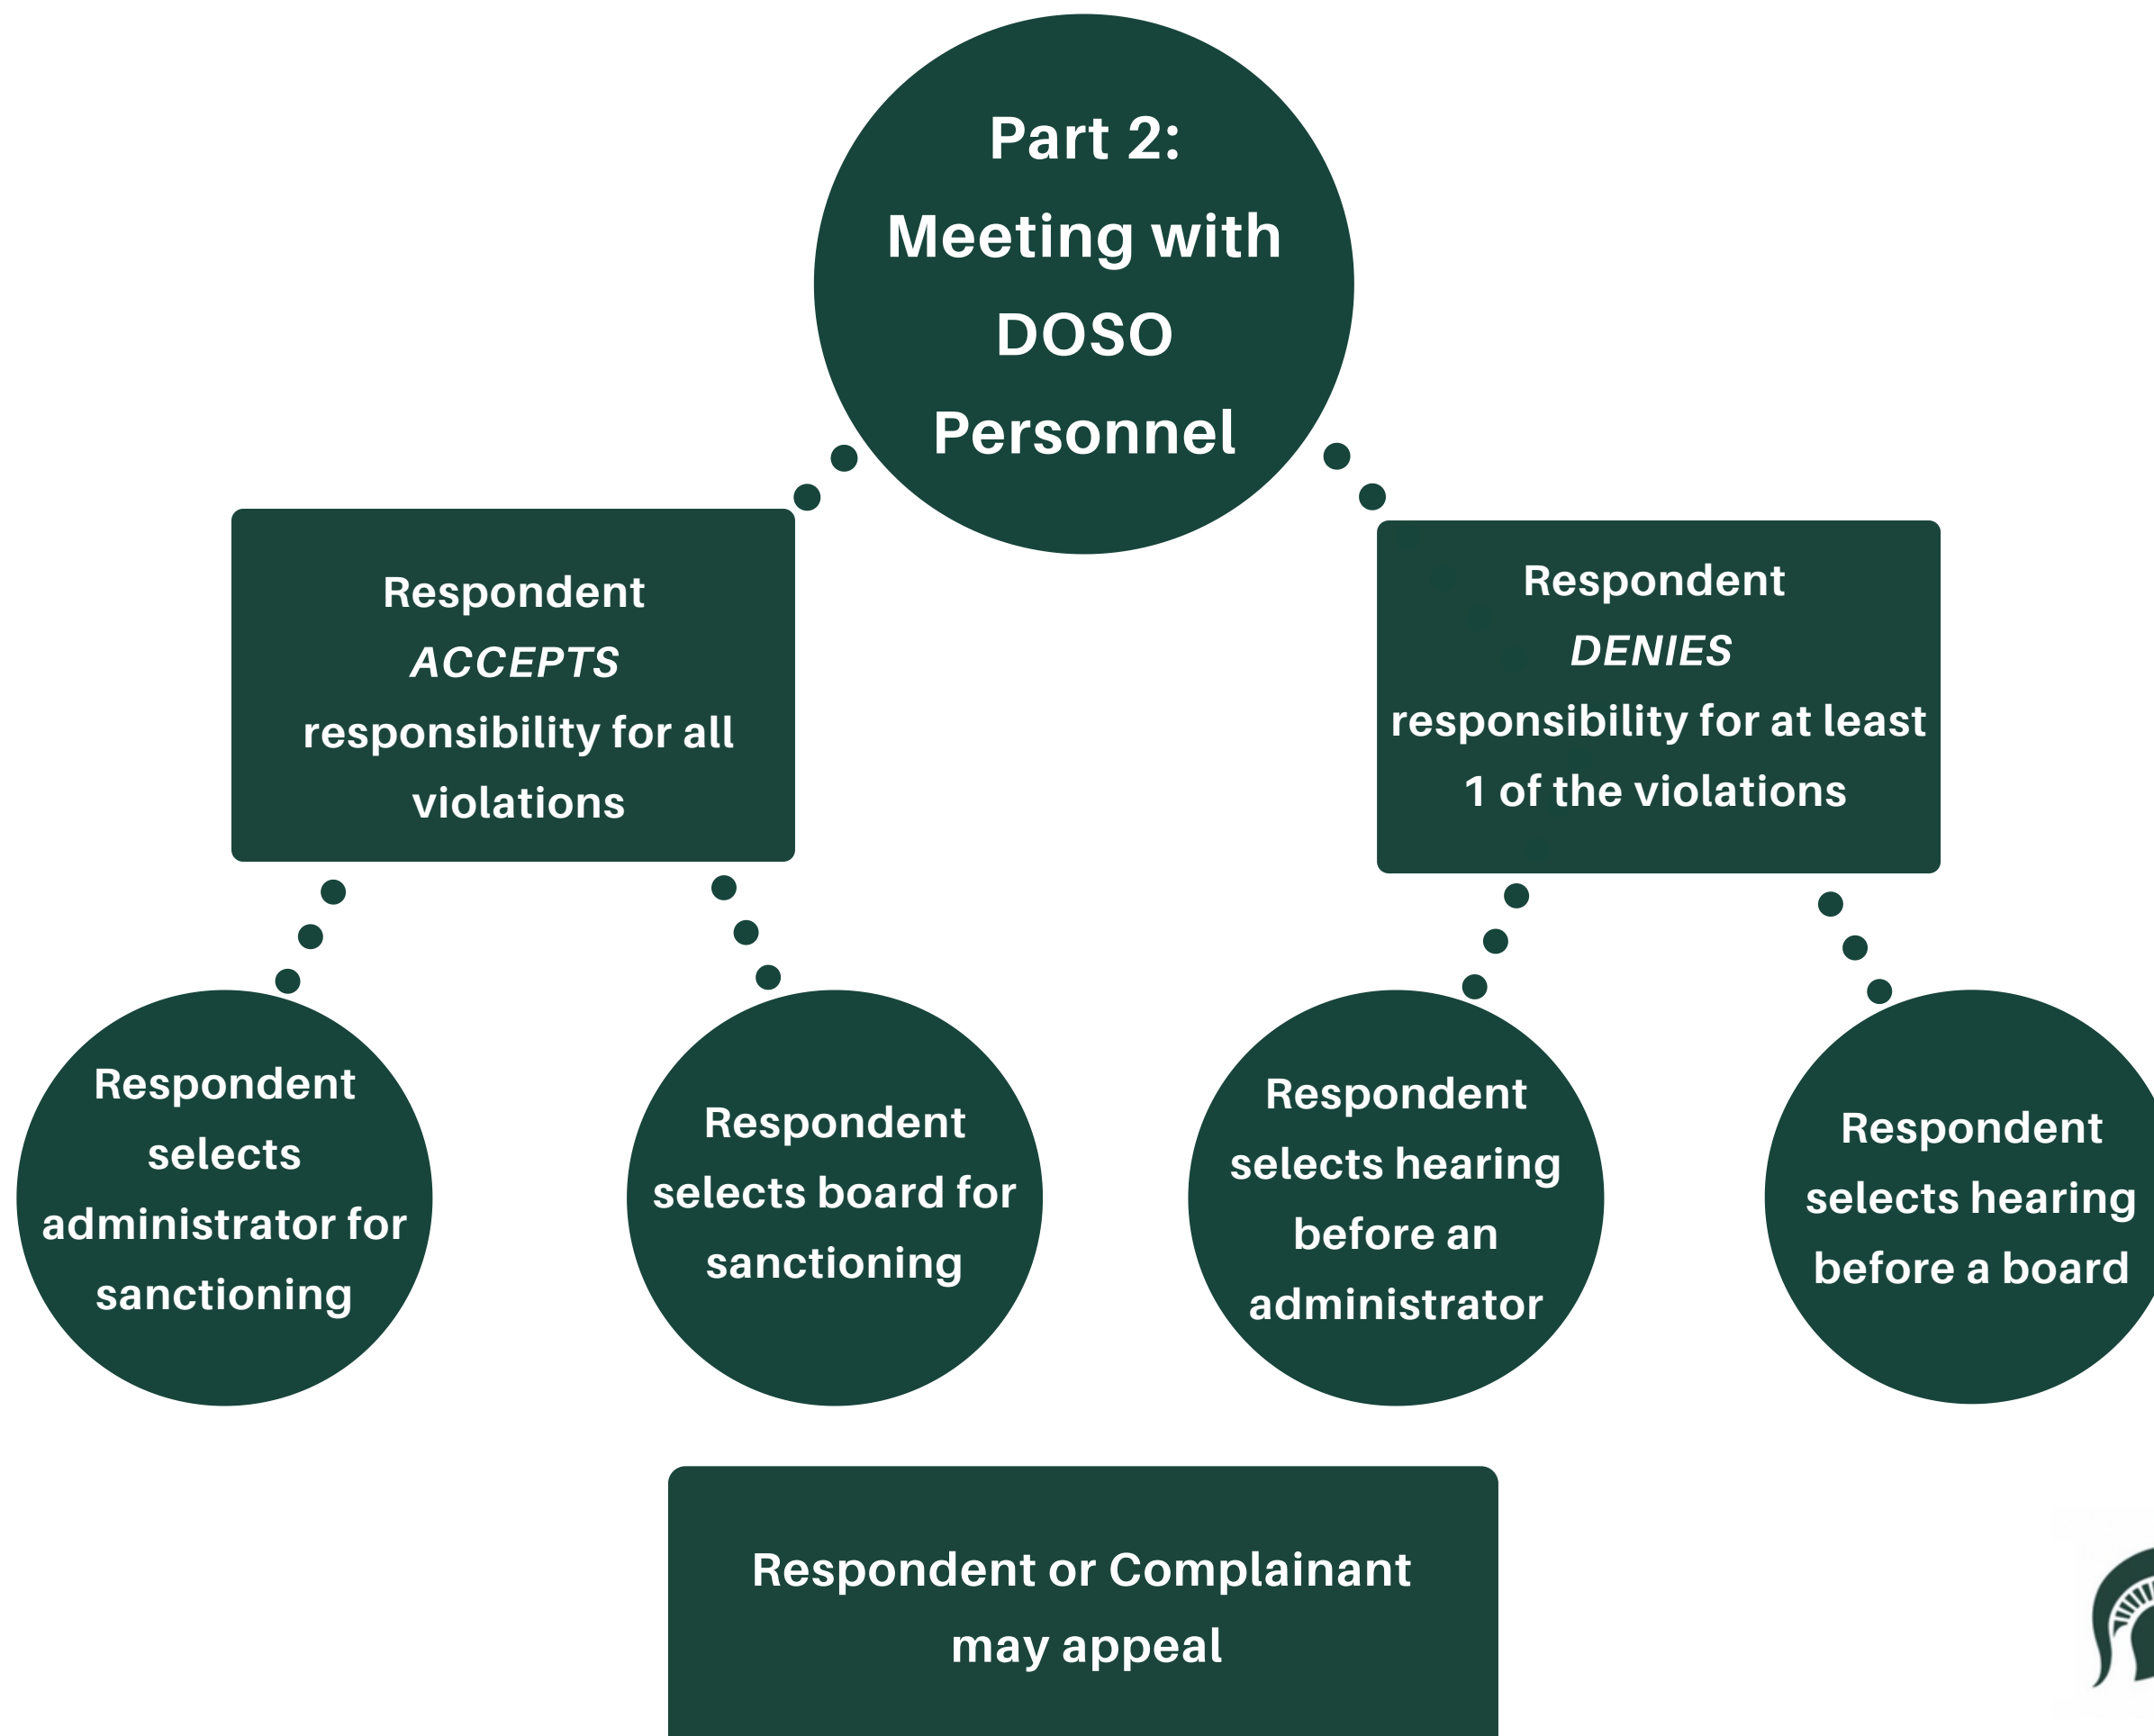 Part 2:
Meeting with
DOSO
Personnel
Respondent
ACCEPTS
responsibility for all
violations
Respondent
DENIES
responsibility for at least
1 of the violations
Respondent
selects
administrator for
sanctioning
Respondent
selects board for
sanctioning
Respondent
selects hearing
before an
administrator
Respondent
selects hearing
before a board
Respondent or Complainant
may appeal